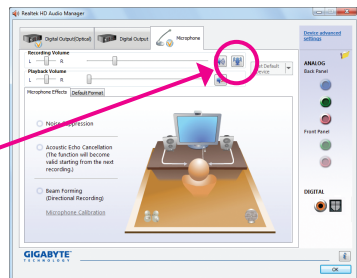 Realtek HD Audio Manager
Digital Output(Optical)
Digital Output
Microphone
Device advanced settings
Recording Volume
L R
Default Device
Playback Volume
L R
Microphone Effects Default Format
ANALOG
Back Panel
Noise Suppression
Acoustic Echo Cancellation
(The function will become
valid starting from the next
recording.)
Front Panel
Beam Forming
(Directional Recording)
Microphone Calibration
DIGITAL
GIGABYTE
TECHNOLOGY
OK